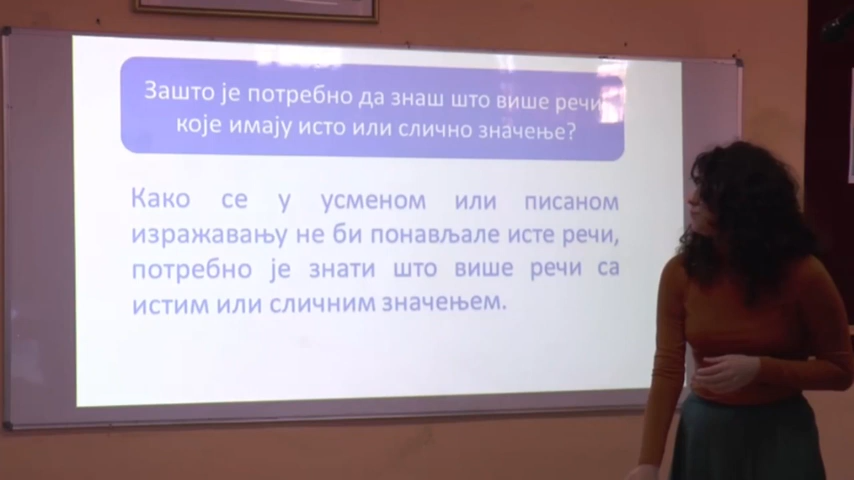 Зашто је потребно да знаш што више речи
које имају исто или слично значење?
Како се у усменом или писаном
изражавању не би понављале исте речи,
потребно је знати што више речи са
истим или сличним значењем.